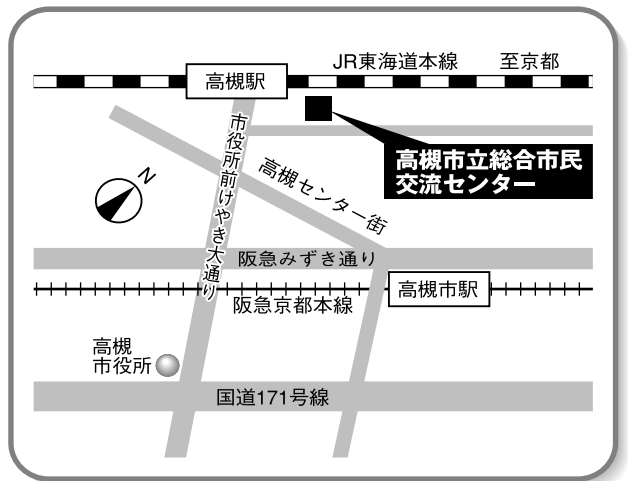 JR東海道本線
至京都
高槻駅
市役所前けやき大通り
高槻市立総合市民
交流センター
高槻センター街
N
阪急みずき通り
高槻市駅
阪急京都本線
高槻
市役所
国道171号線